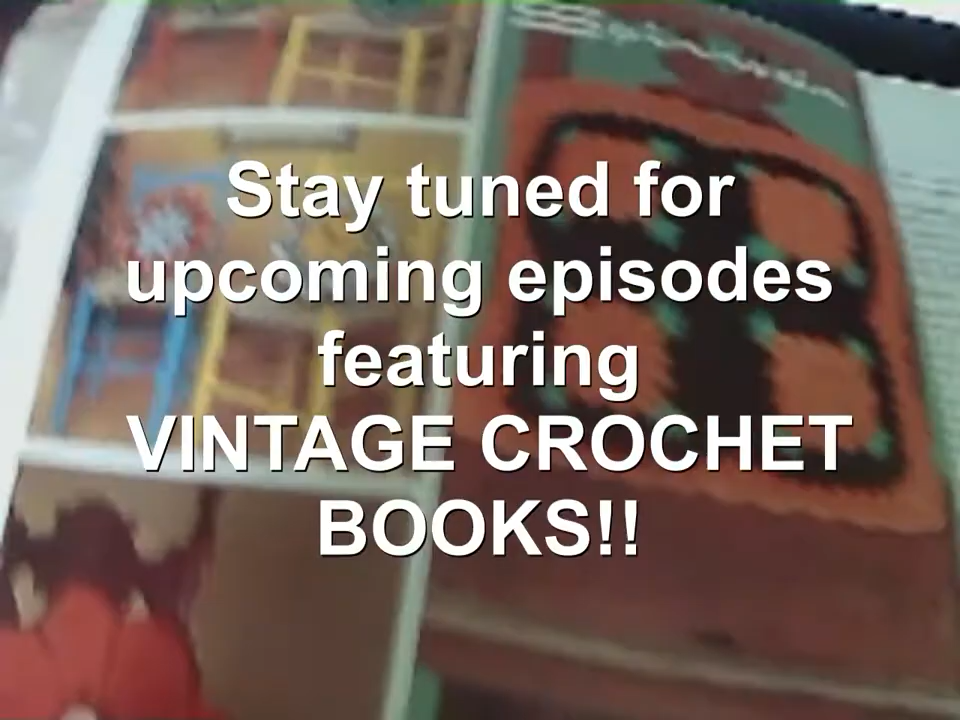 Stay tuned for
upcoming episodes
featuring
VINTAGE CROCHET
BOOKS!!